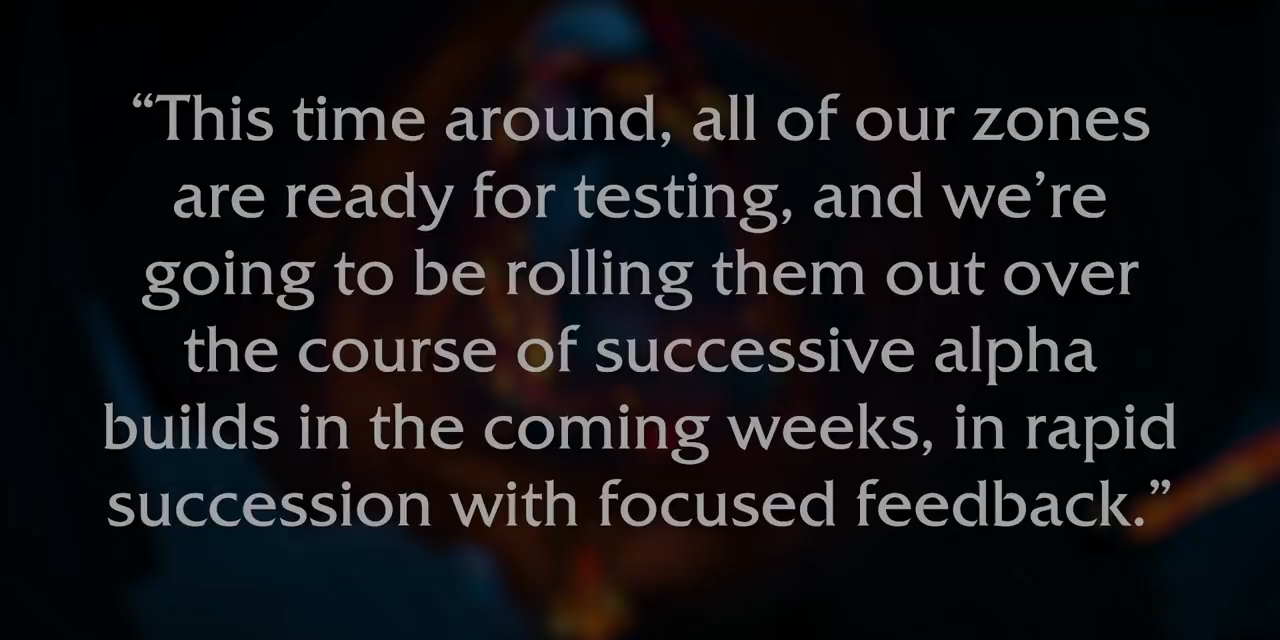 “This time around, all of our zones
are ready for testing, and we’re
going to be rolling them out over
the course of successive alpha
builds in the coming weeks, in rapid
succession with focused feedback.”